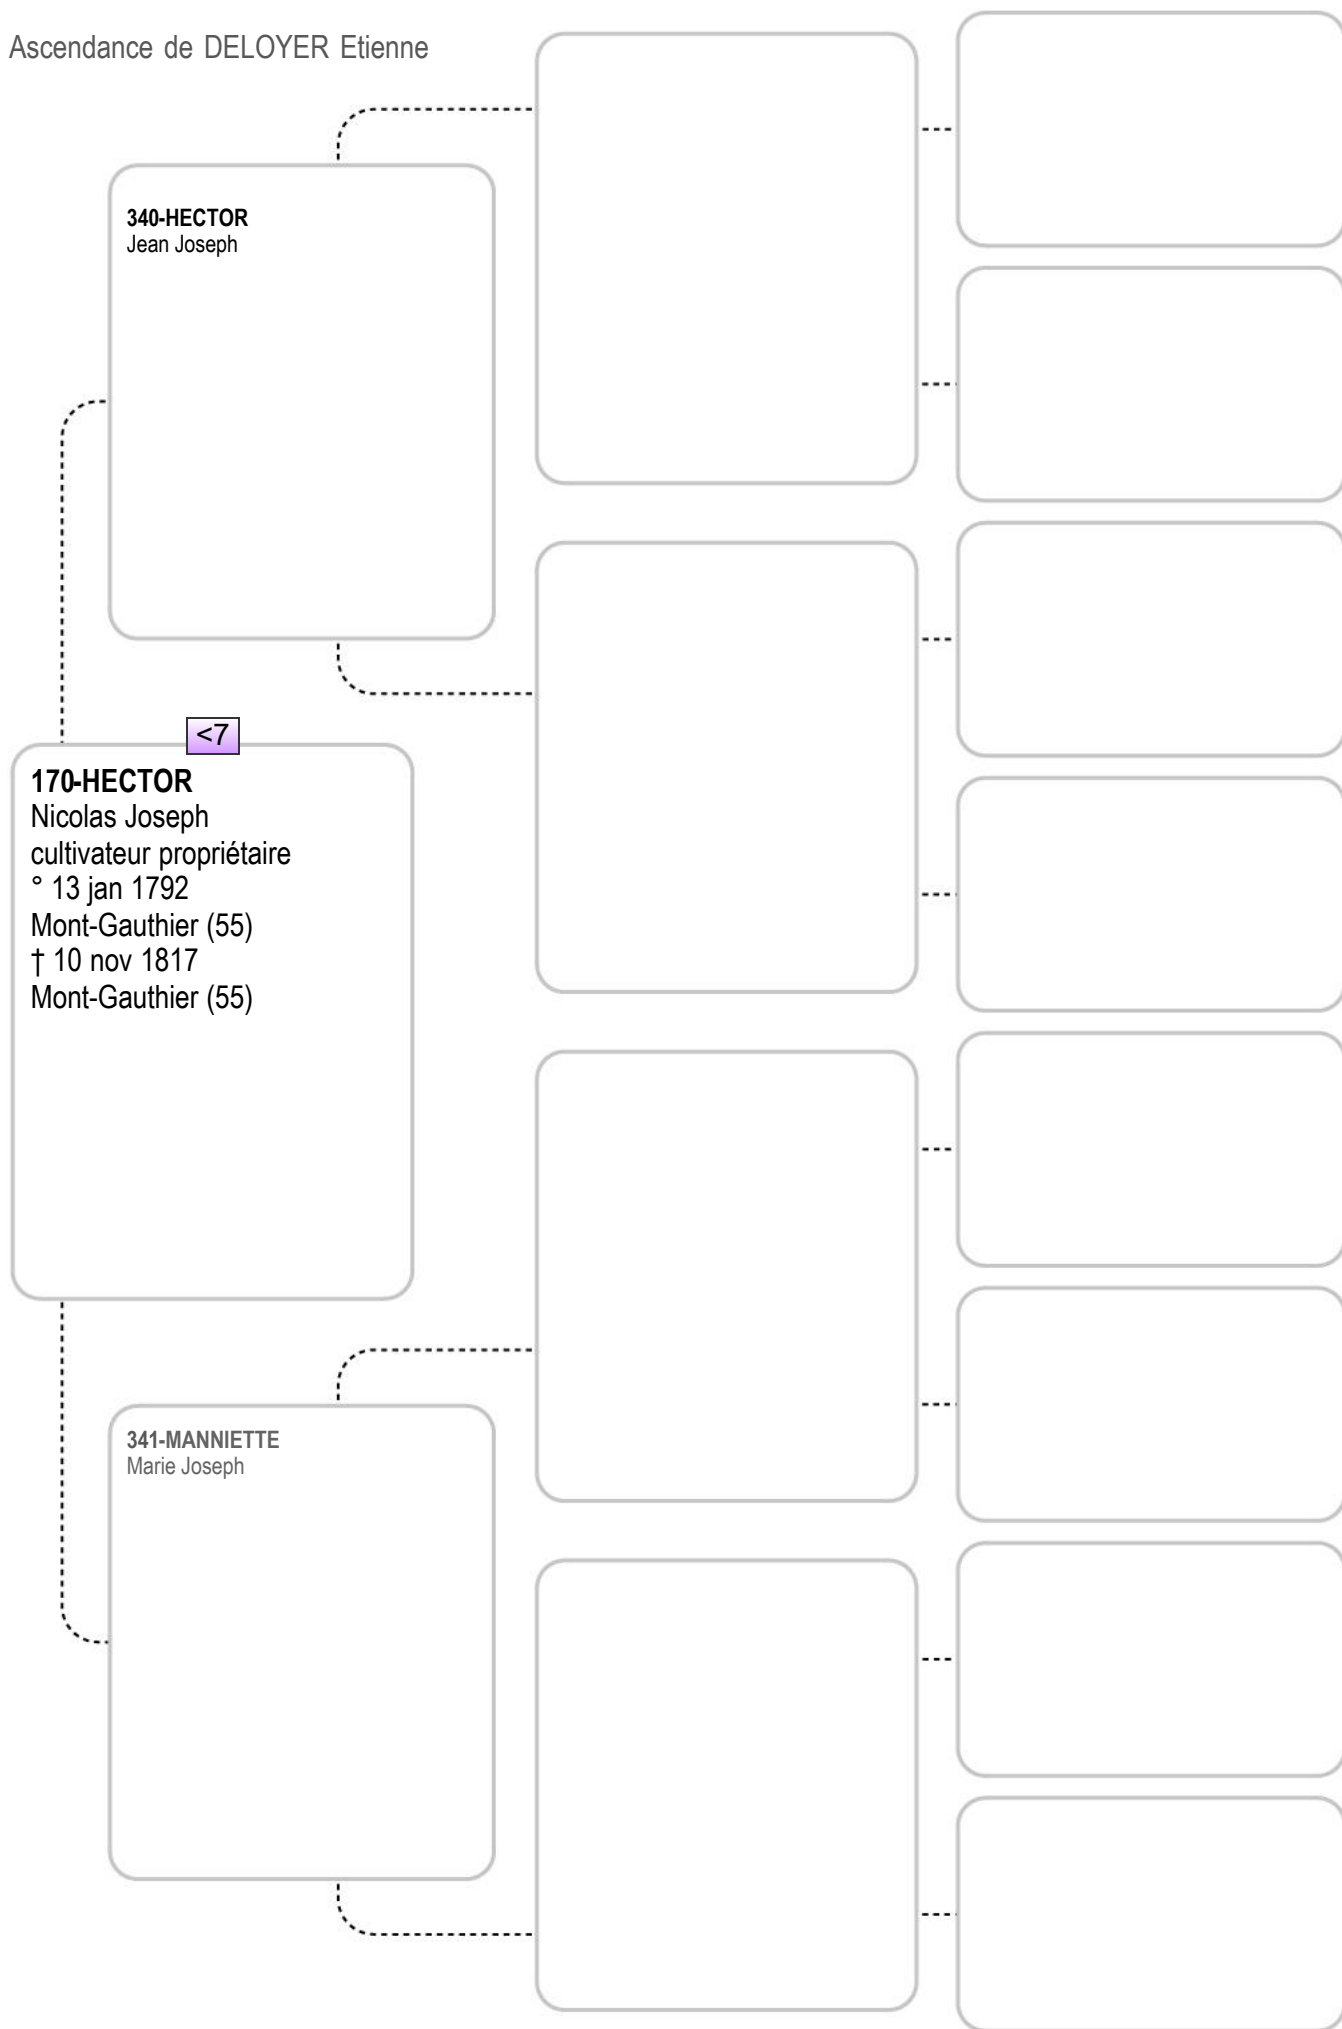 Ascendance de DELOYER Etienne
340-HECTOR
Jean Joseph
<7
170-HECTOR
Nicolas Joseph
cultivateur propriétaire
° 13 jan 1792
Mont-Gauthier (55)
† 10 nov 1817
Mont-Gauthier (55)
341-MANNIETTE
Marie Joseph